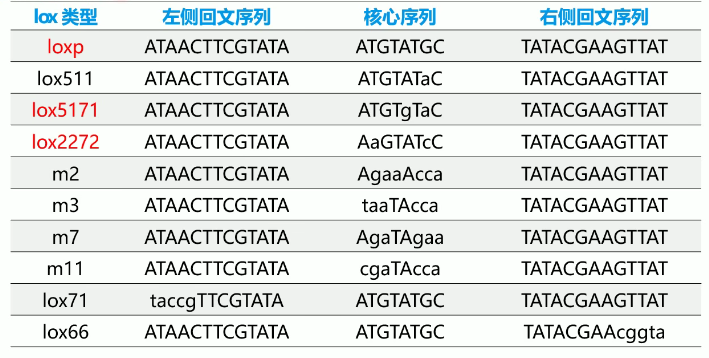 lox 类型 左侧回文序列 核心序列 右侧回文序列
loxp ATAACTTCGTATA ATGTATGC TATACGAAGTTAT
lox511 ATAACTTCGTATA ATGTATaC TATACGAAGTTAT
lox5171 ATAACTTCGTATA ATGTgTaC TATACGAAGTTAT
lox2272 ATAACTTCGTATA AaGTATcC TATACGAAGTTAT
m2 ATAACTTCGTATA AgaaAcca TATACGAAGTTAT
m3 ATAACTTCGTATA taaTAcca TATACGAAGTTAT
m7 ATAACTTCGTATA AgaTAgaa TATACGAAGTTAT
m11 ATAACTTCGTATA cgaTAcca TATACGAAGTTAT
lox71 taccgTTCGTATA ATGTATGC TATACGAAGTTAT
lox66 ATAACTTCGTATA ATGTATGC TATACGAAcggta